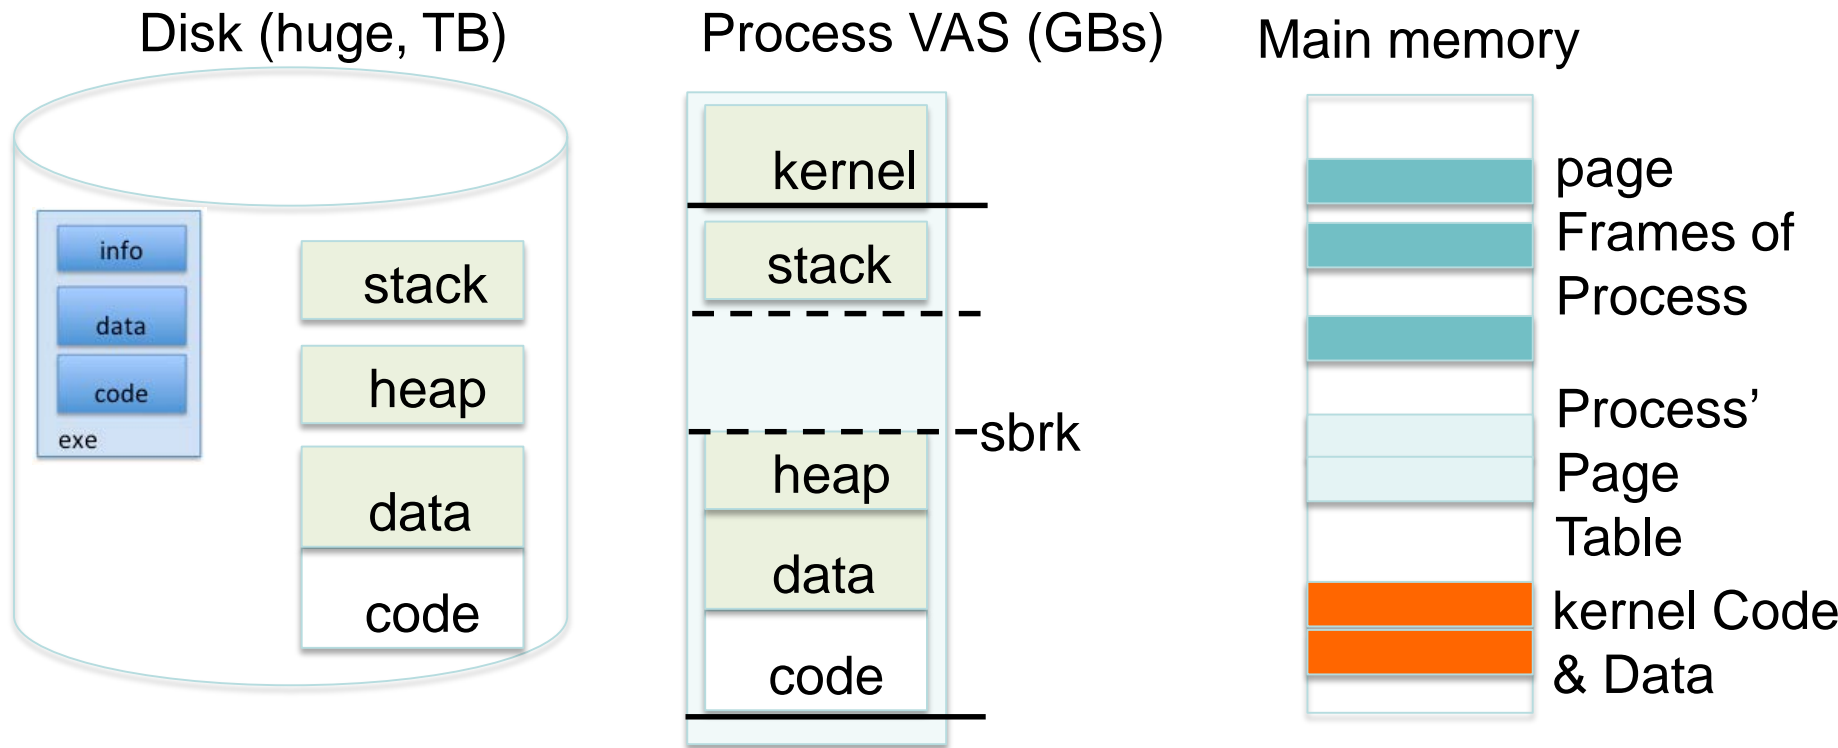 Disk (huge, TB)
info
data
code
exe
stack
heap
data
code
Process VAS (GBs)
kernel
stack
sbrk
heap
data
code
Main memory
page
Frames of
Process
Process’
Page
Table
kernel Code
& Data